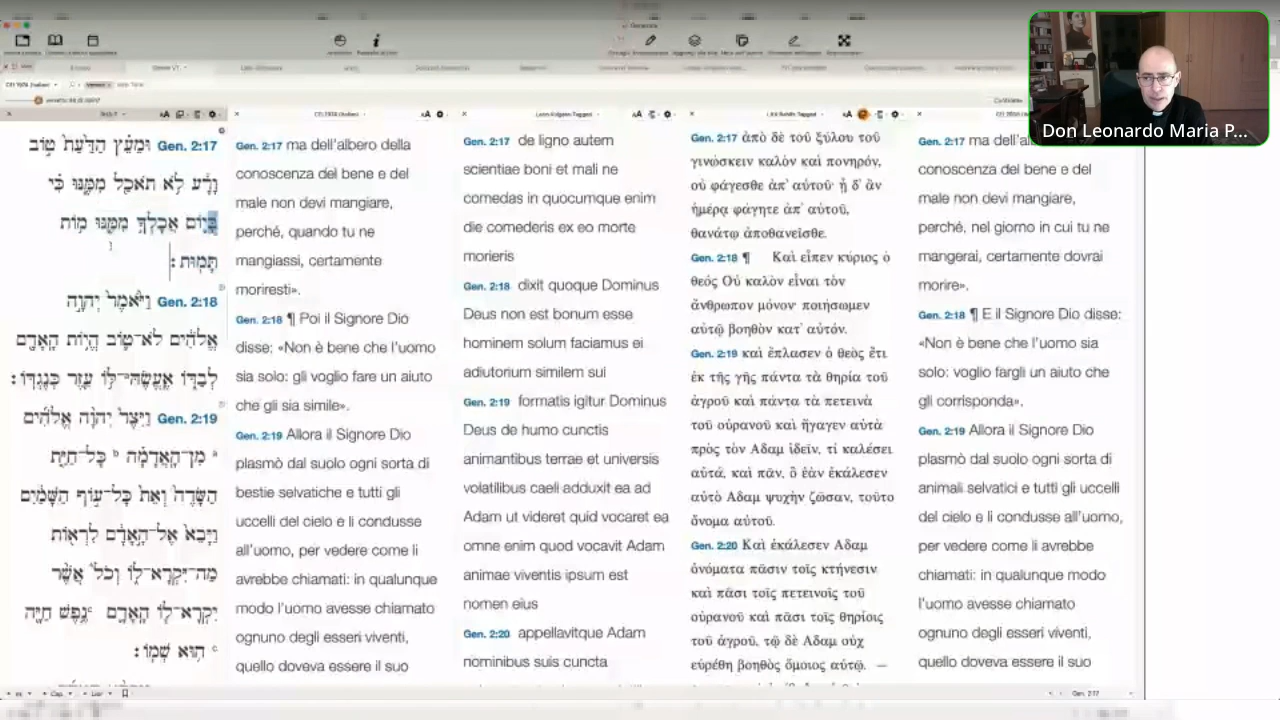 Don Leonardo Maria P...
Gen. 2:17 וּמֵעֵ֗ץ הַדַּ֙עַת֙ ט֣וֹב
וָרָ֔ע לֹ֥א תֹאכַ֖ל מִמֶּ֑נּוּ כִּ֗י
בְּי֛וֹם אֲכָלְךָ֥ מִמֶּ֖נּוּ מ֥וֹת
תָּמֽוּת׃
Gen. 2:18 וַיֹּ֙אמֶר֙ יְהוָ֣ה
אֱלֹהִ֔ים לֹא־ט֛וֹב הֱי֥וֹת הָֽאָדָ֖ם
לְבַדּ֑וֹ אֶֽעֱשֶׂהּ־לּ֥וֹ עֵ֖זֶר כְּנֶגְדּֽוֹ׃
Gen. 2:19 וַיִּצֶר֩ יְהוָ֨ה אֱלֹהִ֜ים
מִן־הָֽאֲדָמָ֗ה כָּל־חַיַּ֤ת
הַשָּׂדֶה֙ וְאֵת֙ כָּל־ע֣וֹף הַשָּׁמַ֔יִם
וַיָּבֵא֙ אֶל־הָ֣אָדָ֔ם לִרְא֖וֹת
מַה־יִּקְרָא־ל֑וֹ וְכֹל֩ אֲשֶׁ֨ר
יִקְרָא־ל֧וֹ הָֽאָדָ֛ם נֶ֥פֶשׁ חַיָּ֖ה
ה֥וּא שְׁמֽוֹ׃
Gen. 2:17 ma dell'albero della
conoscenza del bene e del
male non devi mangiare,
perché, quando tu ne
mangiassi, certamente
moriresti».
Gen. 2:18 ¶ Poi il Signore Dio
disse: «Non è bene che l'uomo
sia solo: gli voglio fare un aiuto
che gli sia simile».
Gen. 2:19 Allora il Signore Dio
plasmò dal suolo ogni sorta di
bestie selvatiche e tutti gli
uccelli del cielo e li condusse
all'uomo, per vedere come li
avrebbe chiamati: in qualunque
modo l'uomo avesse chiamato
ognuno degli esseri viventi,
quello doveva essere il suo
Gen. 2:17 de ligno autem
scientiae boni et mali ne
comedas in quocumque enim
die comederis ex eo morte
morieris
Gen. 2:18 dixit quoque Dominus
Deus non est bonum esse
hominem solum faciamus ei
adiutorium similem sui
Gen. 2:19 formatis igitur Dominus
Deus de humo cunctis
animantibus terrae et universis
volatilibus caeli adduxit ea ad
Adam ut videret quid vocaret ea
omne enim quod vocavit Adam
animae viventis ipsum est
nomen eius
Gen. 2:20 appellavitque Adam
nominibus suis cuncta
Gen. 2:17 ἀπὸ δὲ τοῦ ξύλου τοῦ
γινώσκειν καλὸν καὶ πονηρόν,
οὐ φάγεσθε ἀπ᾿ αὐτοῦ· ᾗ δ᾿ ἂν
ἡμέρᾳ φάγητε ἀπ᾿ αὐτοῦ,
θανάτῳ ἀποθανεῖσθε.
Gen. 2:18 ¶ Καὶ εἶπεν κύριος ὁ
θεός Οὐ καλὸν εἶναι τὸν
ἄνθρωπον μόνον· ποιήσωμεν
αὐτῷ βοηθὸν κατ᾿ αὐτόν.
Gen. 2:19 καὶ ἔπλασεν ὁ θεὸς ἔτι
ἐκ τῆς γῆς πάντα τὰ θηρία τοῦ
ἀγροῦ καὶ πάντα τὰ πετεινὰ
τοῦ οὐρανοῦ καὶ ἤγαγεν αὐτὰ
πρὸς τὸν Αδαμ ἰδεῖν, τί καλέσει
αὐτά, καὶ πᾶν, ὃ ἐὰν ἐκάλεσεν
αὐτὸ Αδαμ ψυχὴν ζῶσαν, τοῦτο
ὄνομα αὐτοῦ.
Gen. 2:20 Καὶ ἐκάλεσεν Αδαμ
ὀνόματα πᾶσιν τοῖς κτήνεσιν
καὶ πᾶσι τοῖς πετεινοῖς τοῦ
οὐρανοῦ καὶ πᾶσι τοῖς θηρίοις
τοῦ ἀγροῦ, τῷ δὲ Αδαμ οὐχ
εὑρέθη βοηθὸς ὅμοιος αὐτῷ. —
Gen. 2:17 ma dell'al
conoscenza del bene e del
male non devi mangiare,
perché, nel giorno in cui tu ne
mangerai, certamente dovrai
morire».
Gen. 2:18 ¶ E il Signore Dio disse:
«Non è bene che l'uomo sia
solo: voglio fargli un aiuto che
gli corrisponda».
Gen. 2:19 Allora il Signore Dio
plasmò dal suolo ogni sorta di
animali selvatici e tutti gli uccelli
del cielo e li condusse all'uomo,
per vedere come li avrebbe
chiamati: in qualunque modo
l'uomo avesse chiamato
ognuno degli esseri viventi,
quello doveva essere il suo
Gen. 2:17